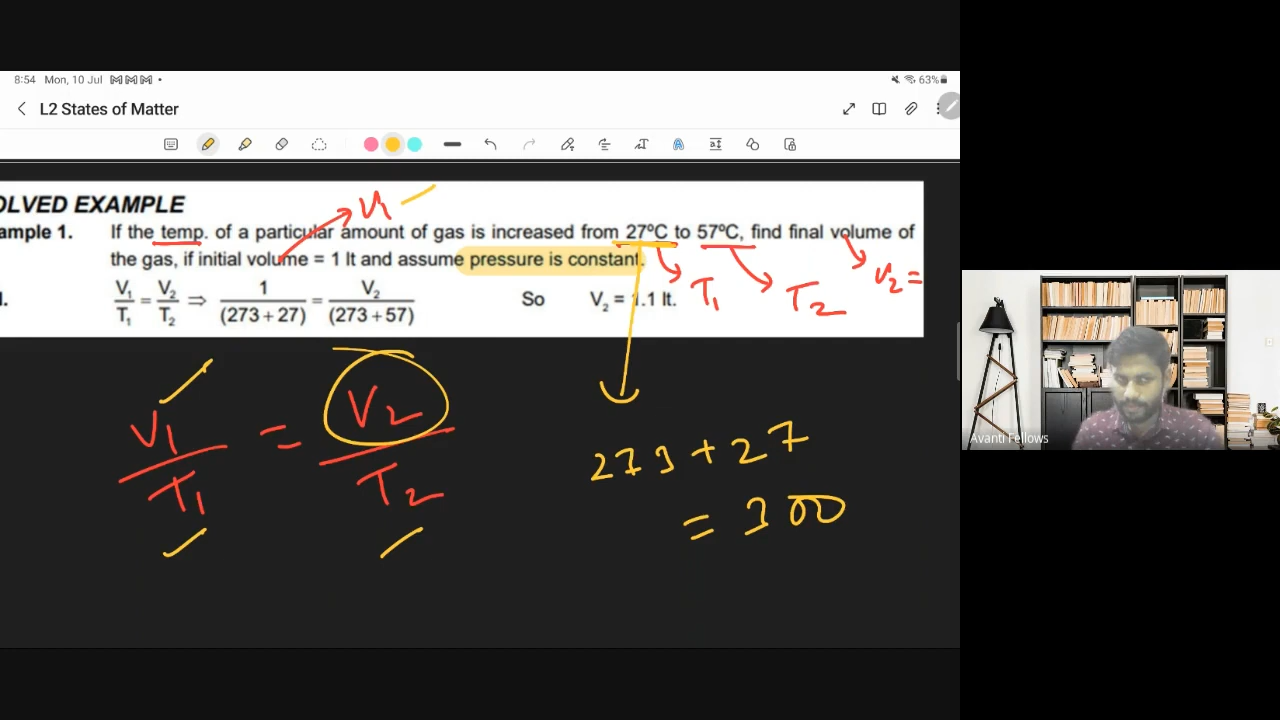 8:54 Mon, 10 Jul
63%
L2 States of Matter
OLVED EXAMPLE
V1
ample 1. If the temp. of a particular amount of gas is increased from 27ºC to 57ºC, find final volume of
the gas, if initial volume = 1 lt and assume pressure is constant.
V2 =
V1/T1 = V2/T2 ⇒ 1/(273+27) = V2/(273+57) So V2 = 1.1 lt.
T1 T2
V1/T1 = V2/T2
273 + 27
= 300
Avanti Fellows